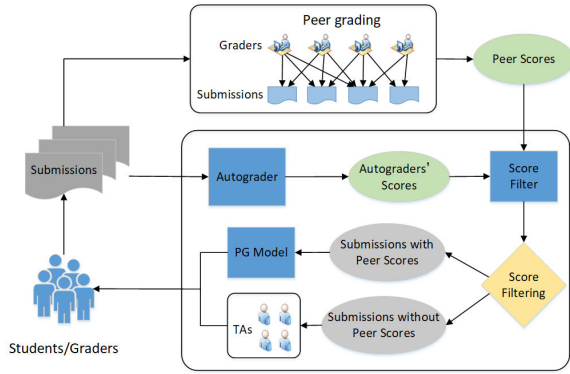 Peer grading
Graders
Submissions
Peer Scores
Submissions
Autograder
Autograders'
Scores
Score
Filter
PG Model
Submissions with
Peer Scores
Score
Filtering
TAs
Submissions without
Peer Scores
Students/Graders